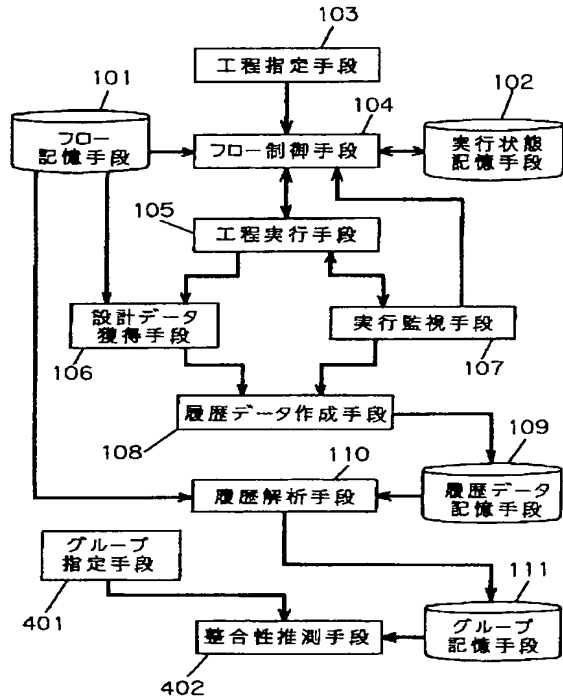 103
工程指定手段
101
フロー
記憶手段
104
フロー制御手段
102
実行状態
記憶手段
105
工程実行手段
設計データ
獲得手段
106
実行監視手段
107
履歴データ作成手段
108
109
履歴データ
記憶手段
110
履歴解析手段
グループ
指定手段
401
111
グループ
記憶手段
整合性推測手段
402